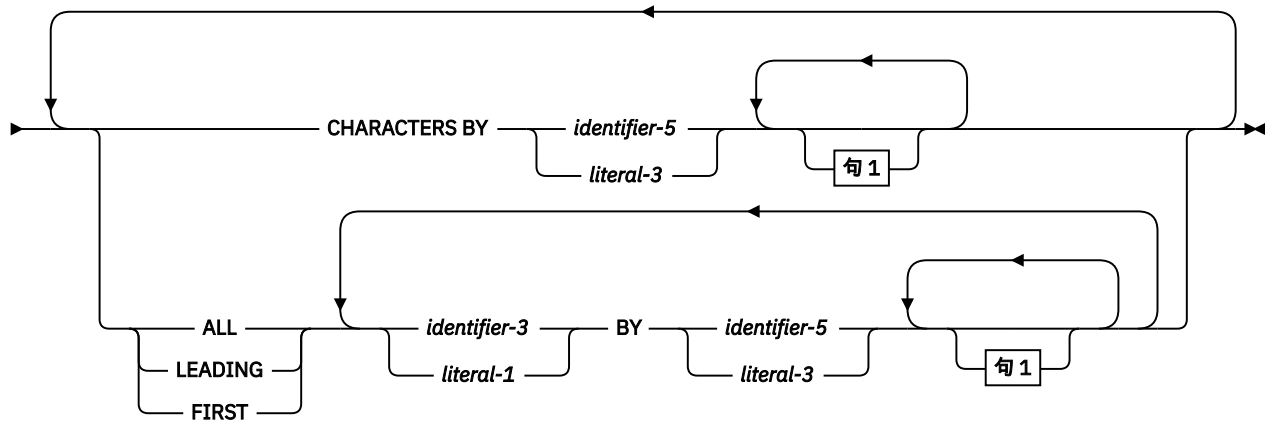 CHARACTERS BY identifier-5
literal-3 句 1
ALL identifier-3 BY identifier-5
LEADING literal-1 literal-3 句 1
FIRST